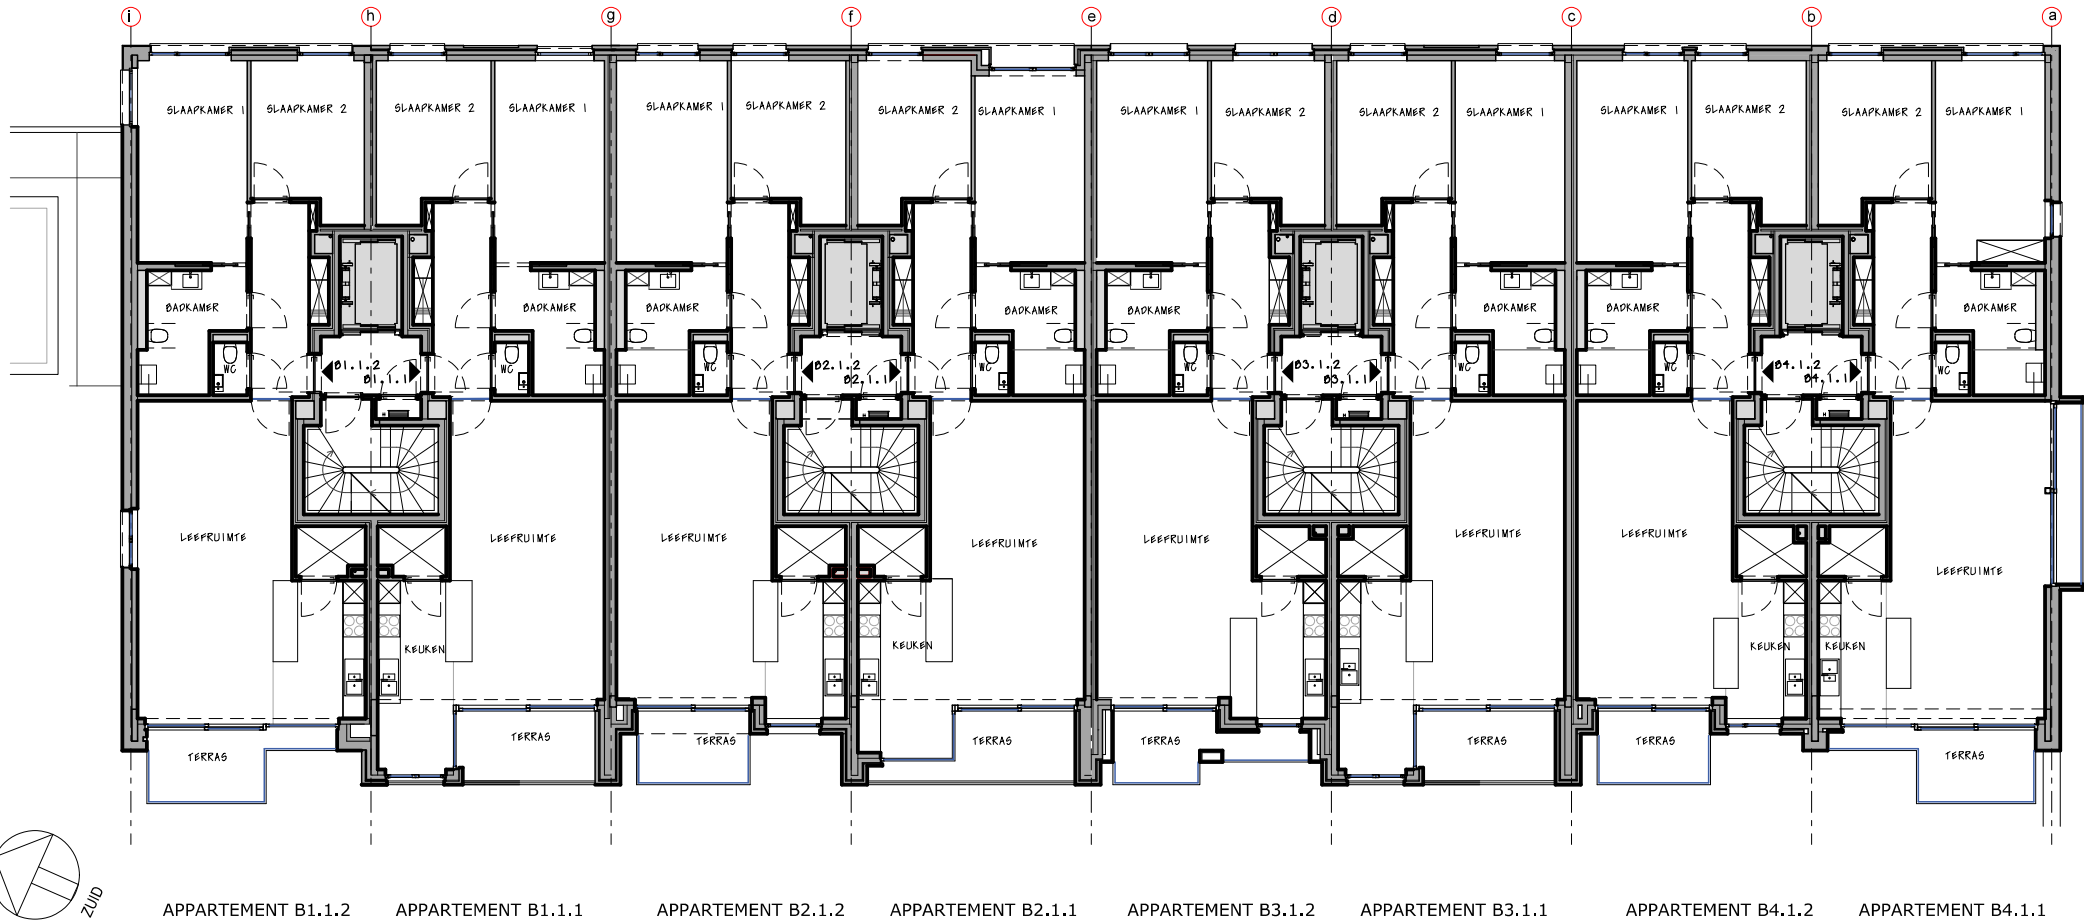 i h g f e d c b a
SLAAPKAMER 1 SLAAPKAMER 2 SLAAPKAMER 2 SLAAPKAMER 1 SLAAPKAMER 1 SLAAPKAMER 2 SLAAPKAMER 2 SLAAPKAMER 1 SLAAPKAMER 1 SLAAPKAMER 2 SLAAPKAMER 2 SLAAPKAMER 1 SLAAPKAMER 1 SLAAPKAMER 2 SLAAPKAMER 2 SLAAPKAMER 1
BADKAMER BADKAMER BADKAMER BADKAMER BADKAMER BADKAMER BADKAMER BADKAMER
WC B1.1.2 WC WC B2.1.2 WC WC B3.1.2 WC WC B4.1.2 WC
B1.1.1 B2.1.1 B3.1.1 B4.1.1
LEEFRUIMTE LEEFRUIMTE LEEFRUIMTE LEEFRUIMTE LEEFRUIMTE LEEFRUIMTE LEEFRUIMTE LEEFRUIMTE
KEUKEN KEUKEN KEUKEN KEUKEN
TERRAS TERRAS TERRAS TERRAS TERRAS TERRAS TERRAS TERRAS
ZUID
APPARTEMENT B1.1.2 APPARTEMENT B1.1.1 APPARTEMENT B2.1.2 APPARTEMENT B2.1.1 APPARTEMENT B3.1.2 APPARTEMENT B3.1.1 APPARTEMENT B4.1.2 APPARTEMENT B4.1.1